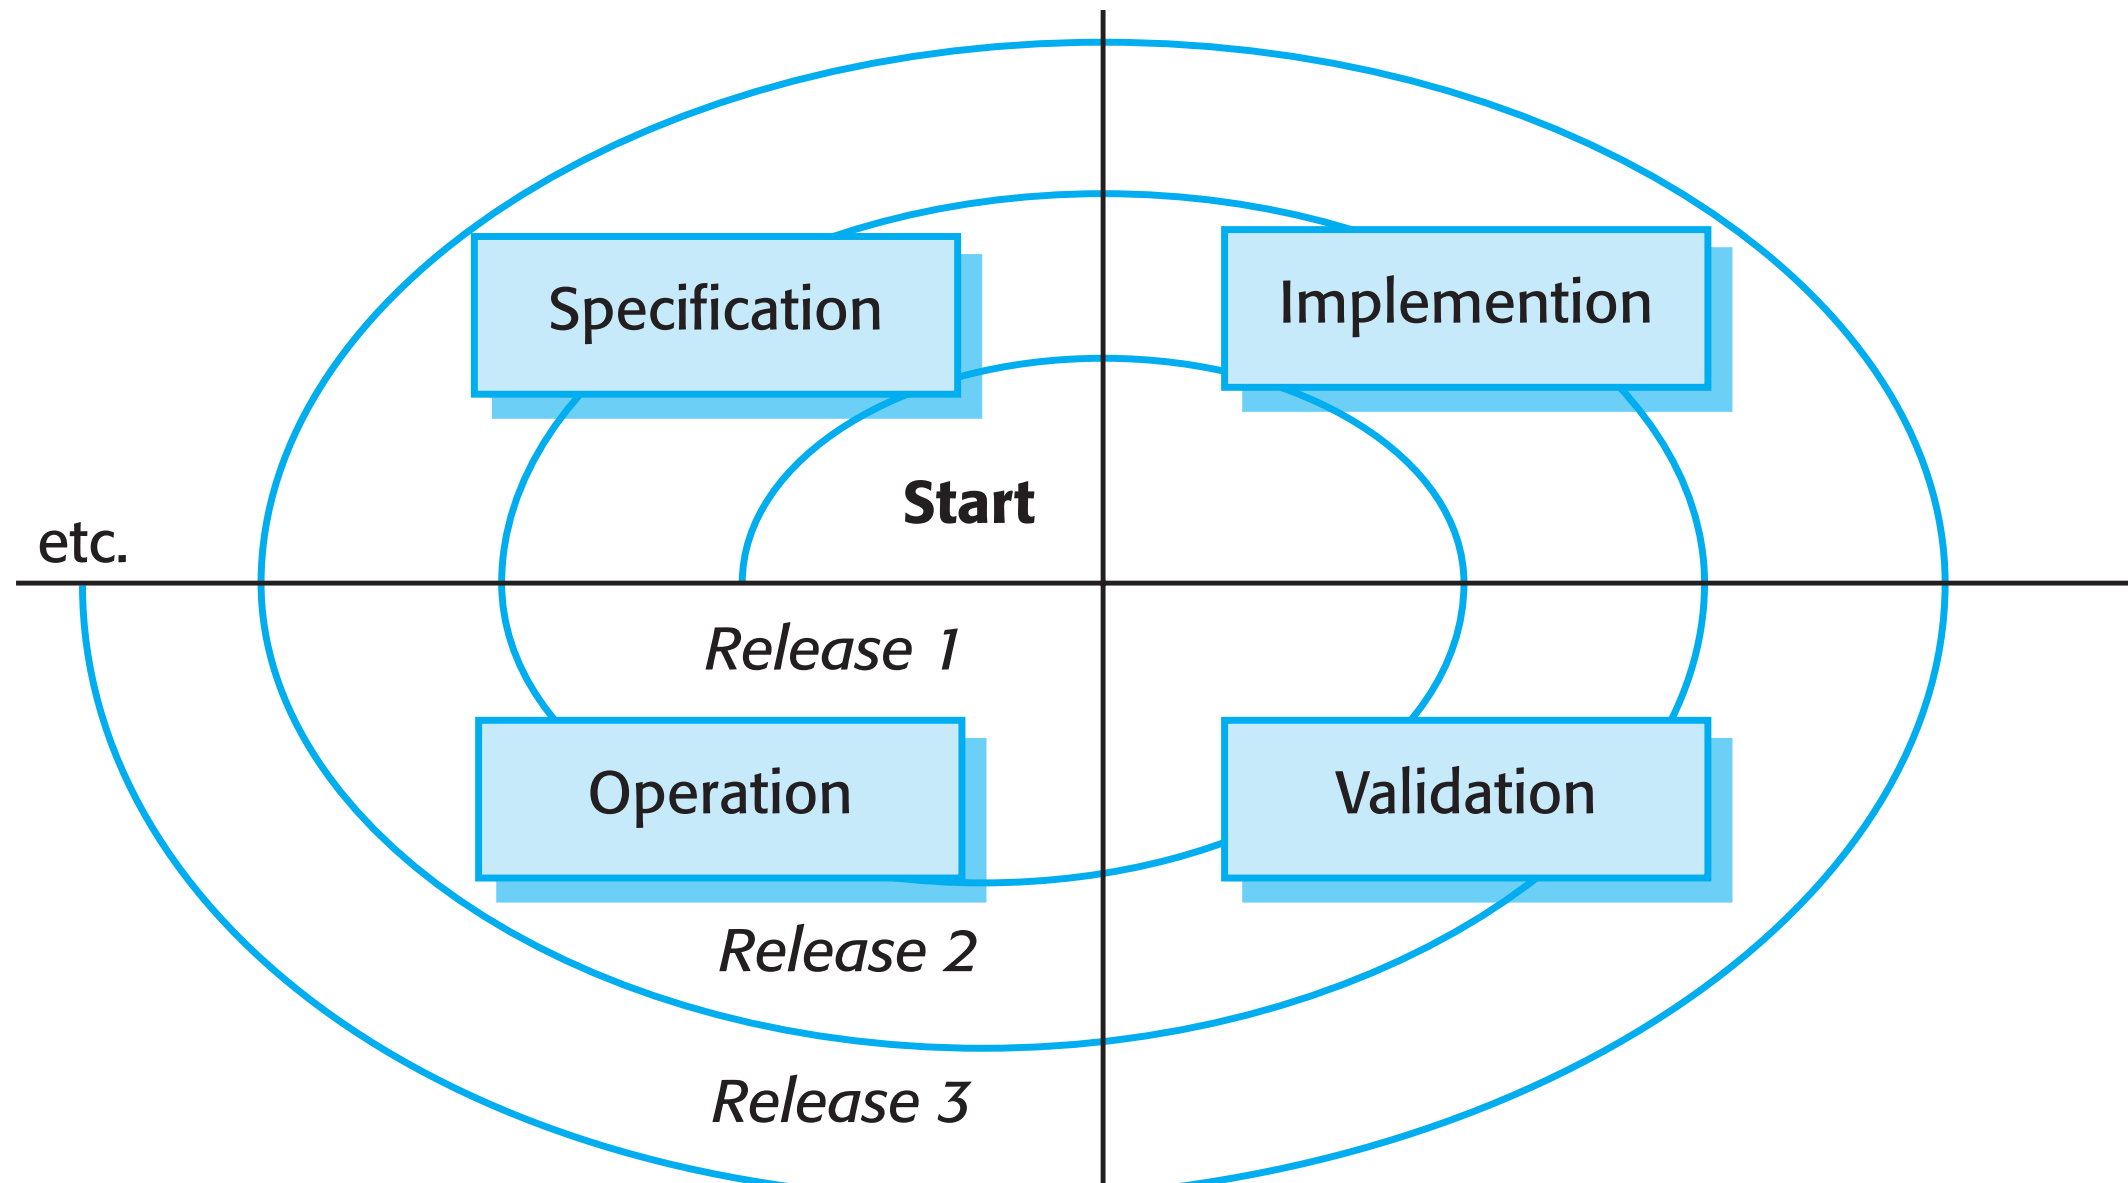 Specification
Implemention
Start
etc.
Release 1
Operation
Validation
Release 2
Release 3